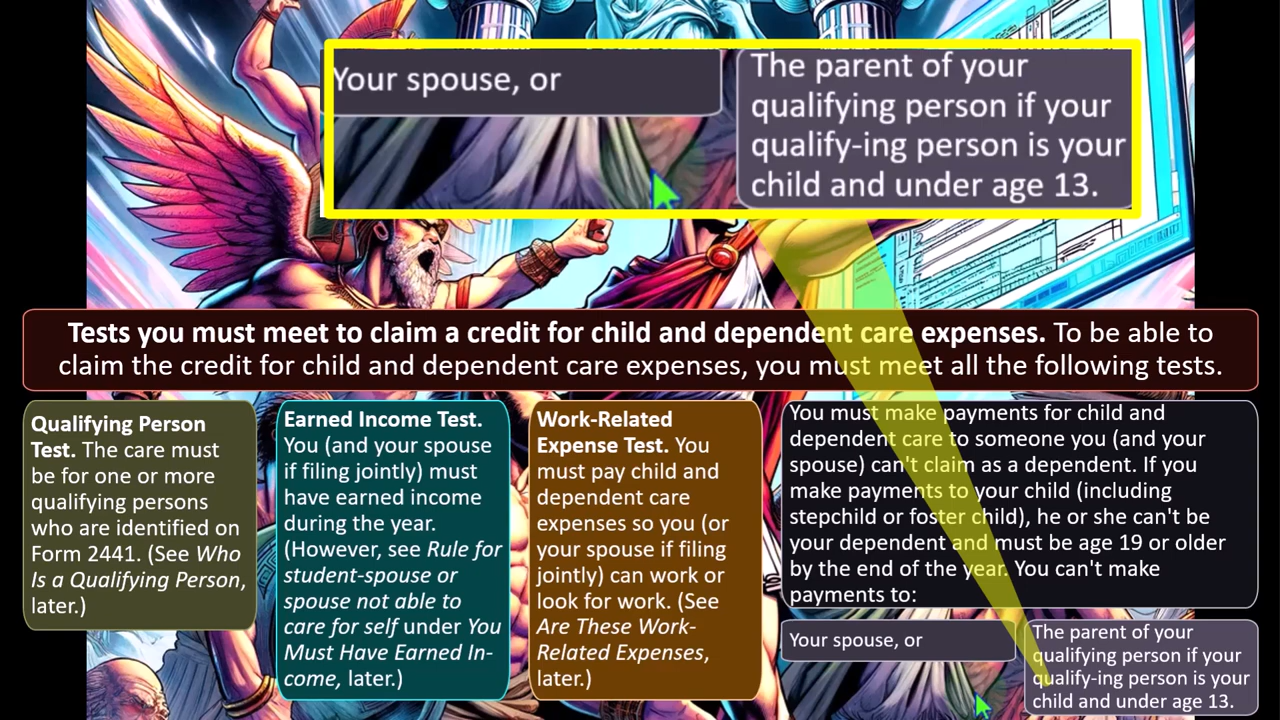 Your spouse, or
The parent of your
qualifying person if your
qualify-ing person is your
child and under age 13.
Tests you must meet to claim a credit for child and dependent care expenses. To be able to
claim the credit for child and dependent care expenses, you must meet all the following tests.
Qualifying Person
Test. The care must
be for one or more
qualifying persons
who are identified on
Form 2441. (See Who
Is a Qualifying Person,
later.)
Earned Income Test.
You (and your spouse
if filing jointly) must
have earned income
during the year.
(However, see Rule for
student-spouse or
spouse not able to
care for self under You
Must Have Earned In-
come, later.)
Work-Related
Expense Test. You
must pay child and
dependent care
expenses so you (or
your spouse if filing
jointly) can work or
look for work. (See
Are These Work-
Related Expenses,
later.)
You must make payments for child and
dependent care to someone you (and your
spouse) can't claim as a dependent. If you
make payments to your child (including
stepchild or foster child), he or she can't be
your dependent and must be age 19 or older
by the end of the year. You can't make
payments to:
Your spouse, or
The parent of your
qualifying person if your
qualify-ing person is your
child and under age 13.